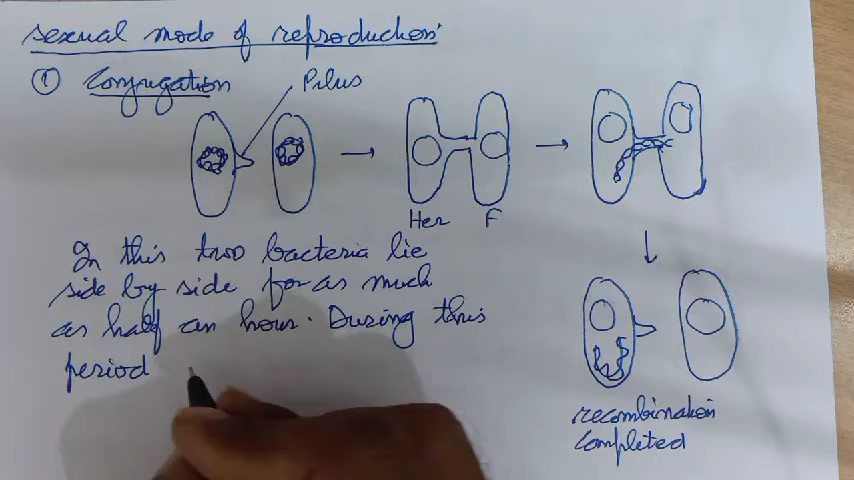 sexual mode of reproduction:
① Conjugation
Pilus
Her F
In this two bacteria lie
side by side for as much
as half an hour. During this
period
recombination
completed